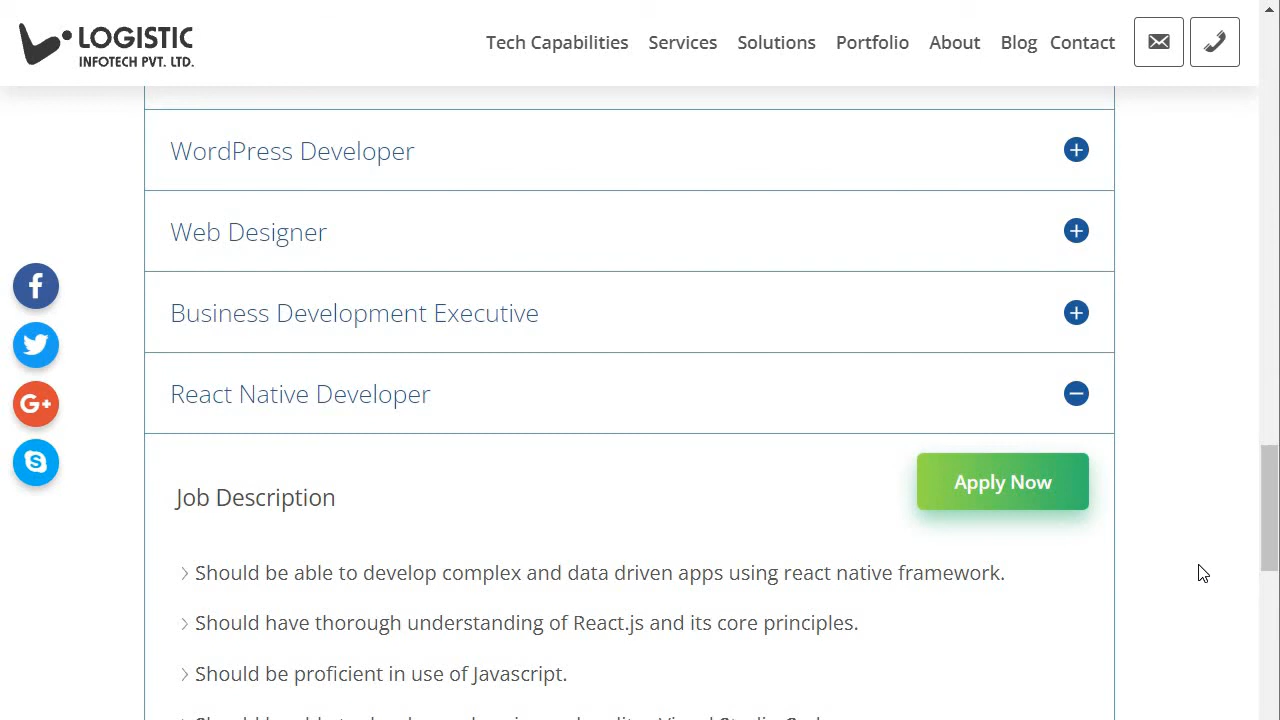 LOGISTIC
INFOTECH PVT. LTD.
Tech Capabilities Services Solutions Portfolio About Blog Contact
WordPress Developer
Web Designer
Business Development Executive
React Native Developer
Apply Now
Job Description
Should be able to develop complex and data driven apps using react native framework.
Should have thorough understanding of React.js and its core principles.
Should be proficient in use of Javascript.